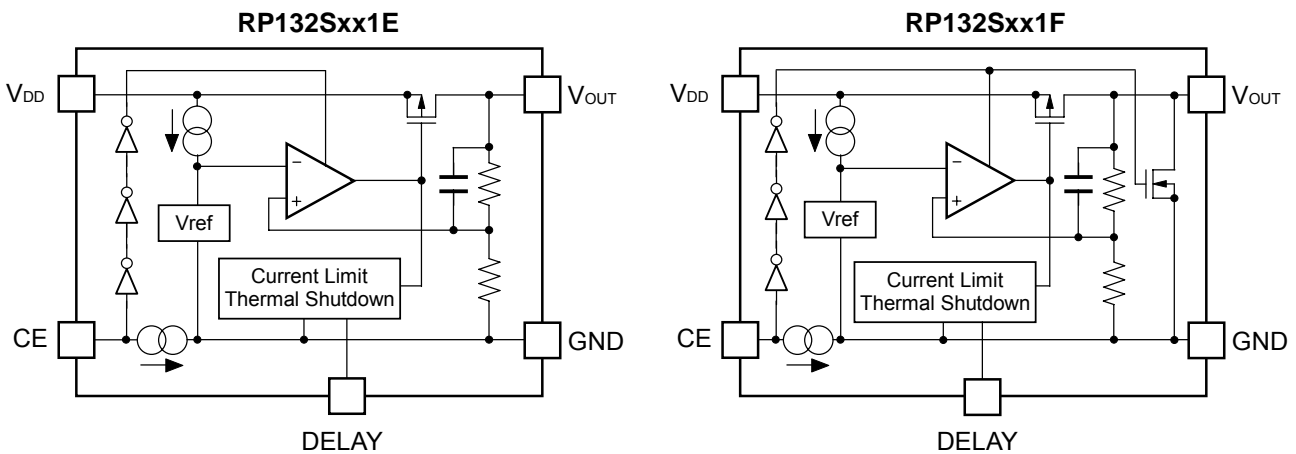 RP132Sxx1E
VDD
VOUT
−
+
Vref
Current Limit
Thermal Shutdown
CE
GND
DELAY
RP132Sxx1F
VDD
VOUT
−
+
Vref
Current Limit
Thermal Shutdown
CE
GND
DELAY